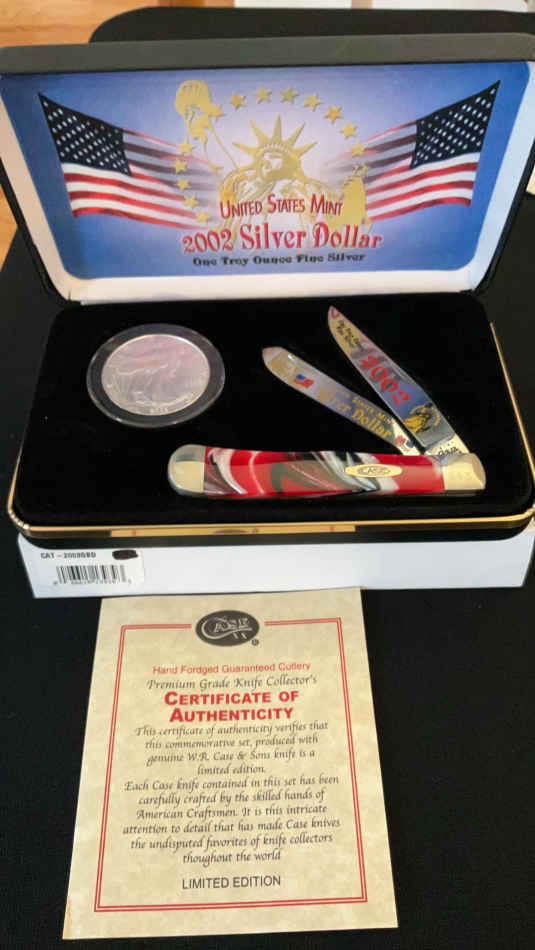 UNITED STATES MINT
2002 Silver Dollar
One Troy Ounce Fine Silver
2002
Silver Dollar
CASE
CASE XX ®
Hand Fordged Guaranteed Cutlery
Premium Grade Knife Collector's
CERTIFICATE OF
AUTHENTICITY
This certificate of authenticity verifies that
this commemorative set, produced with
genuine W.R. Case & Sons knife is a
limited edition.
Each Case knife contained in this set has been
carefully crafted by the skilled hands of
American Craftsmen. It is this intricate
attention to detail that has made Case knives
the undisputed favorites of knife collectors
thoughout the world
LIMITED EDITION